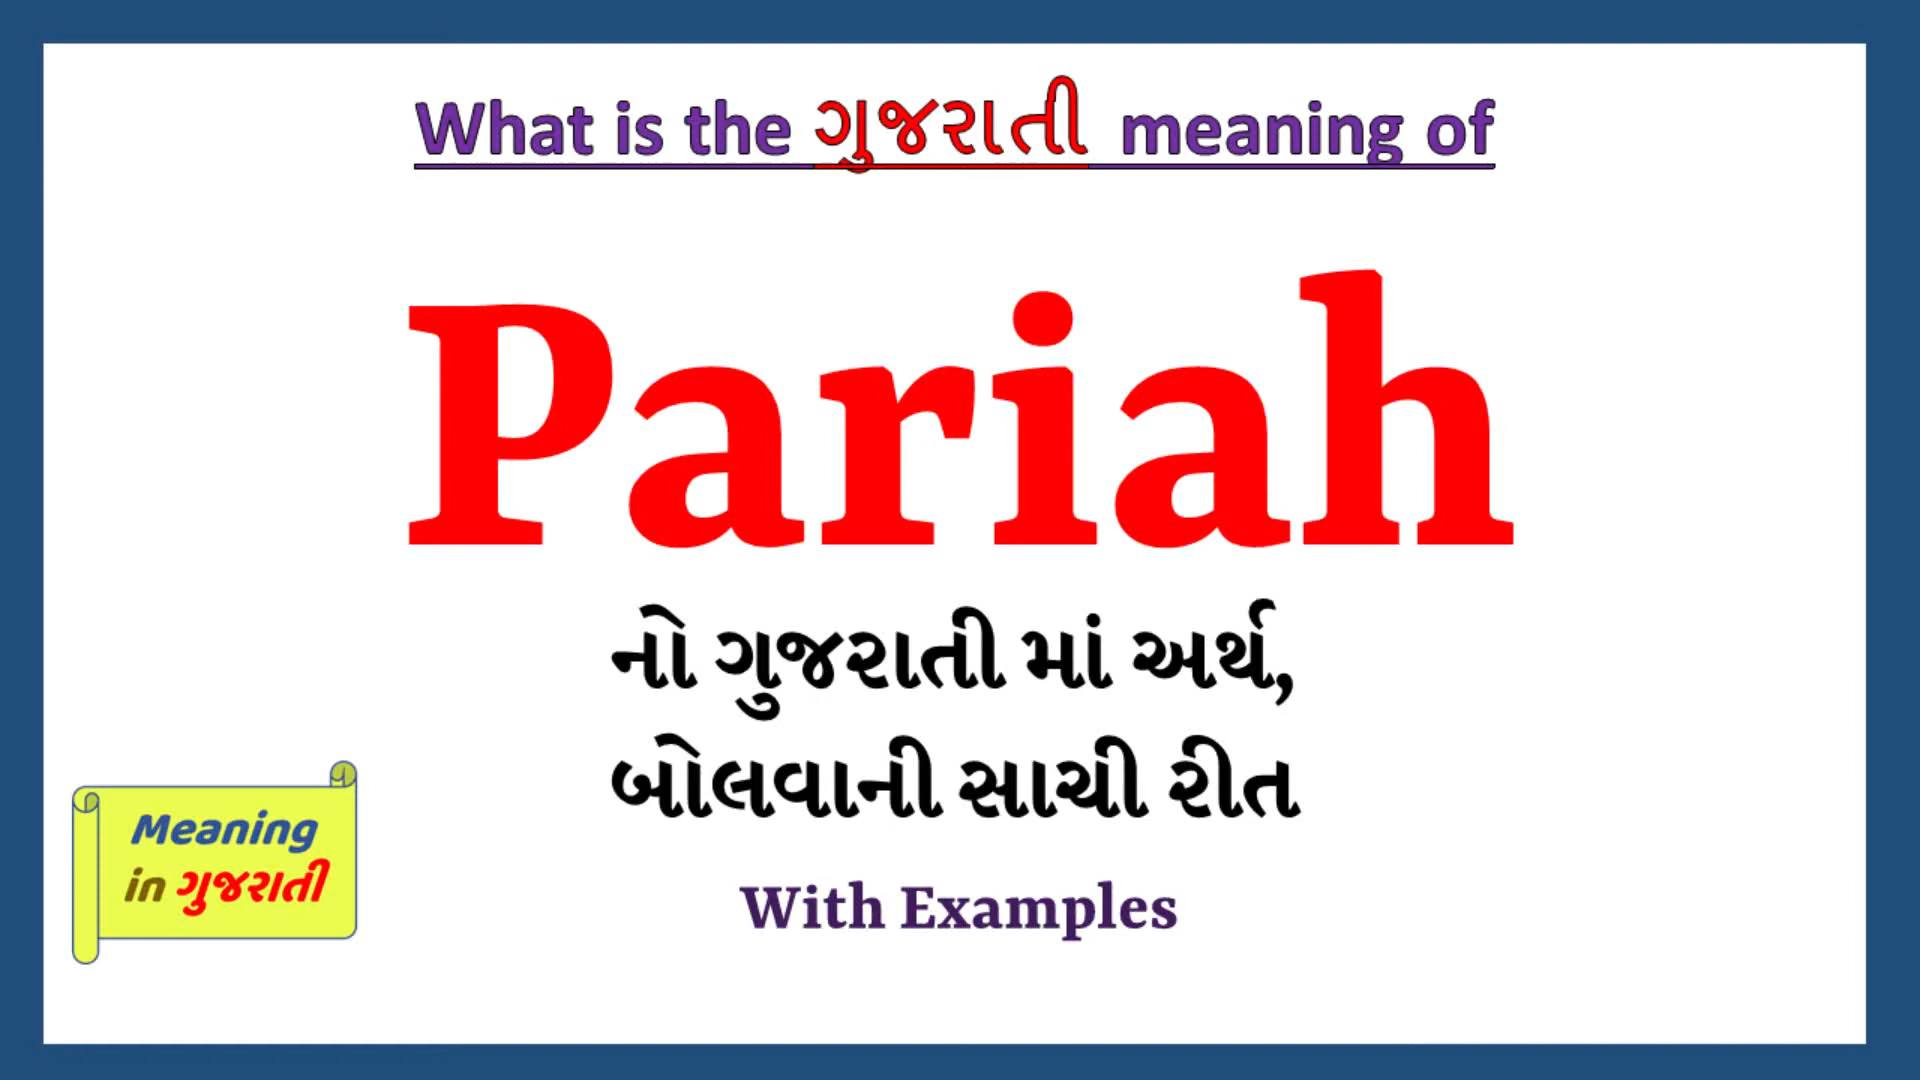 What is the ગુજરાતી meaning of
Pariah
નો ગુજરાતી માં અર્થ,
બોલવાની સાચી રીત
Meaning
in ગુજરાતી
With Examples